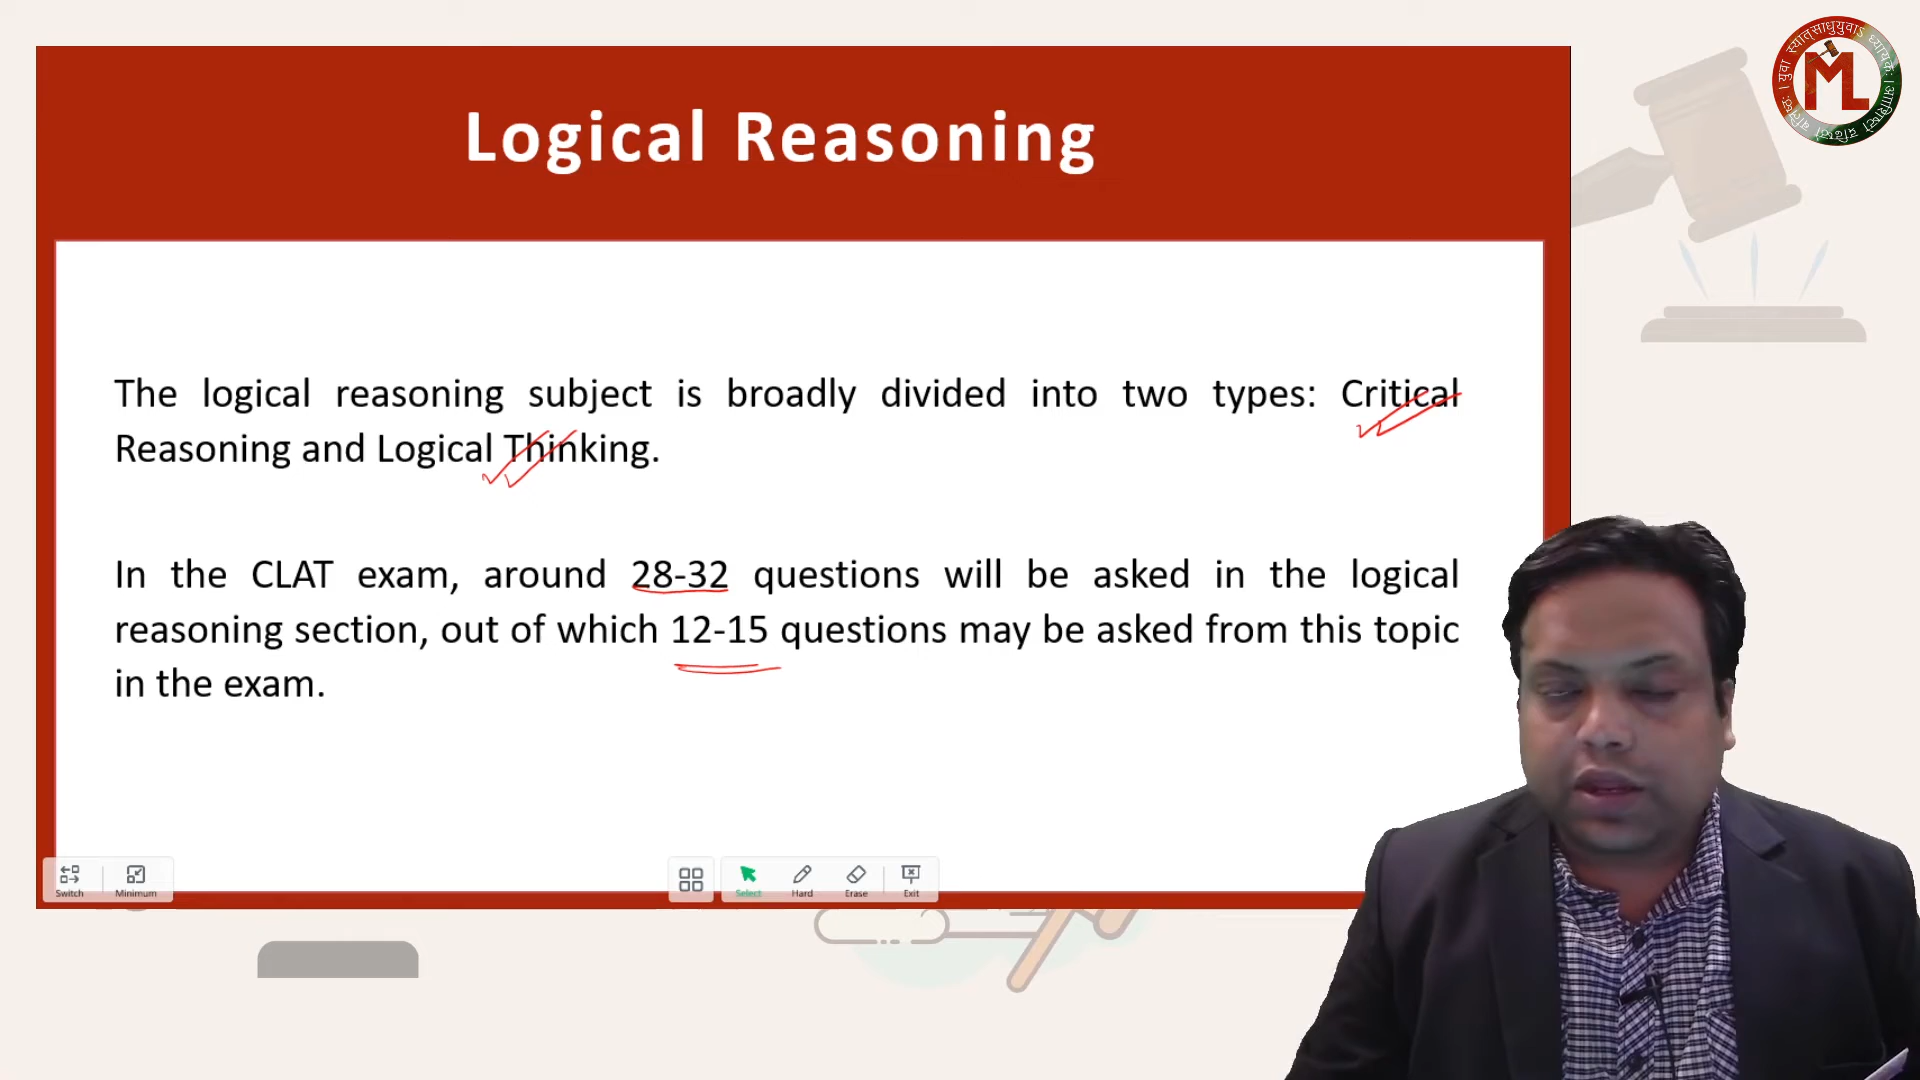 Logical Reasoning
The logical reasoning subject is broadly divided into two types: Critical
Reasoning and Logical Thinking.
In the CLAT exam, around 28-32 questions will be asked in the logical
reasoning section, out of which 12-15 questions may be asked from this topic
in the exam.
Switch
Minimum
Select
Hard
Erase
Exit
ML